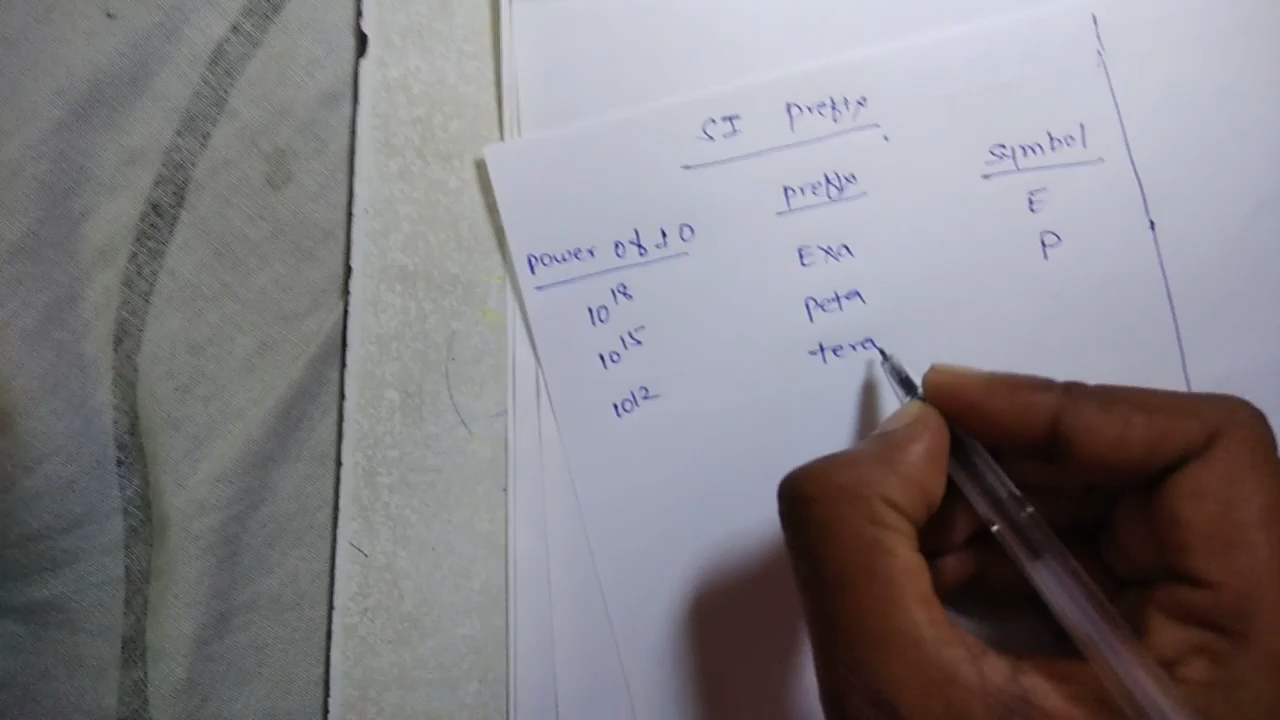 SI prefix
power of 10 prefix symbol
10^18 Exa E
10^15 peta P
10^12 tera